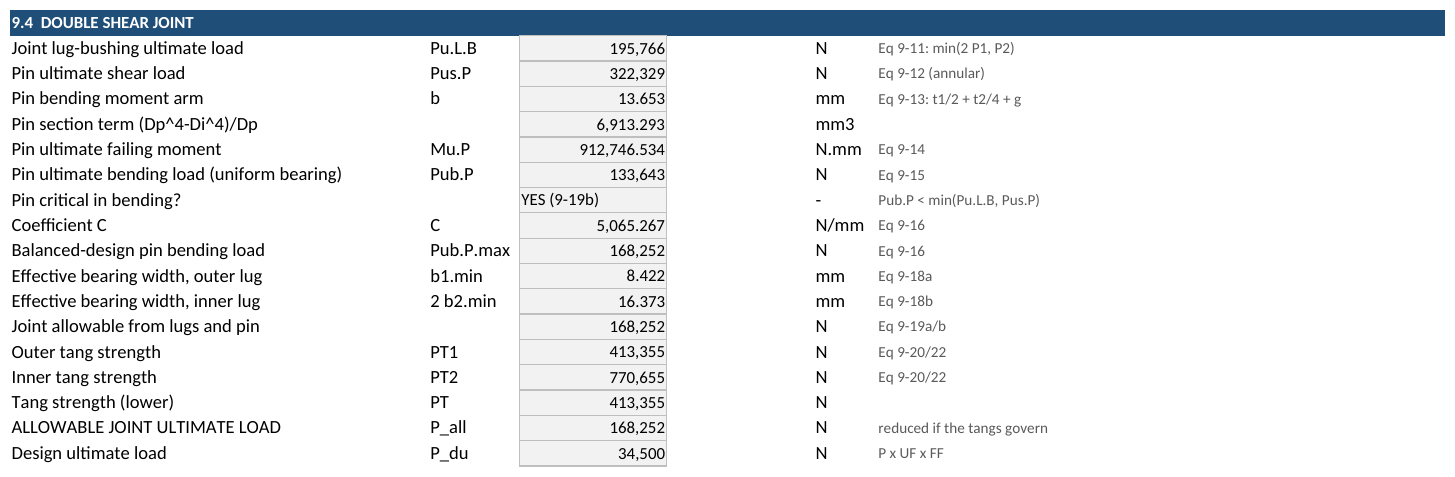 9.4 DOUBLE SHEAR JOINT
Joint lug-bushing ultimate load Pu.L.B 195,766 N Eq 9-11: min(2 P1, P2)
Pin ultimate shear load Pus.P 322,329 N Eq 9-12 (annular)
Pin bending moment arm b 13.653 mm Eq 9-13: t1/2 + t2/4 + g
Pin section term (Dp^4-Di^4)/Dp 6,913.293 mm3
Pin ultimate failing moment Mu.P 912,746.534 N.mm Eq 9-14
Pin ultimate bending load (uniform bearing) Pub.P 133,643 N Eq 9-15
Pin critical in bending? YES (9-19b) - Pub.P < min(Pu.L.B, Pus.P)
Coefficient C C 5,065.267 N/mm Eq 9-16
Balanced-design pin bending load Pub.P.max 168,252 N Eq 9-16
Effective bearing width, outer lug b1.min 8.422 mm Eq 9-18a
Effective bearing width, inner lug 2 b2.min 16.373 mm Eq 9-18b
Joint allowable from lugs and pin 168,252 N Eq 9-19a/b
Outer tang strength PT1 413,355 N Eq 9-20/22
Inner tang strength PT2 770,655 N Eq 9-20/22
Tang strength (lower) PT 413,355 N
ALLOWABLE JOINT ULTIMATE LOAD P_all 168,252 N reduced if the tangs govern
Design ultimate load P_du 34,500 N P x UF x FF